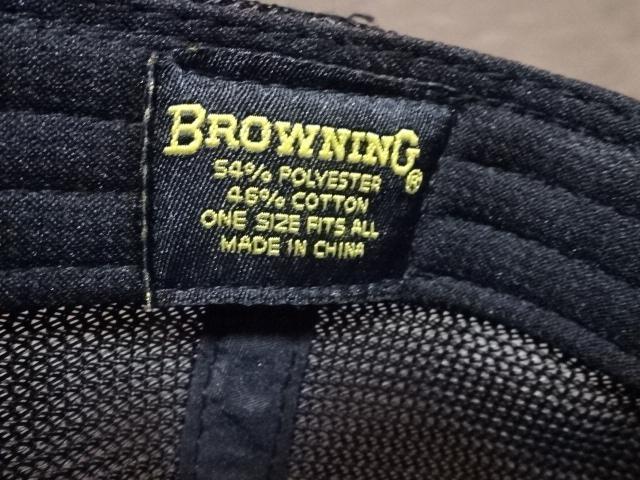 BROWNING®
54% POLYESTER
46% COTTON
ONE SIZE FITS ALL
MADE IN CHINA